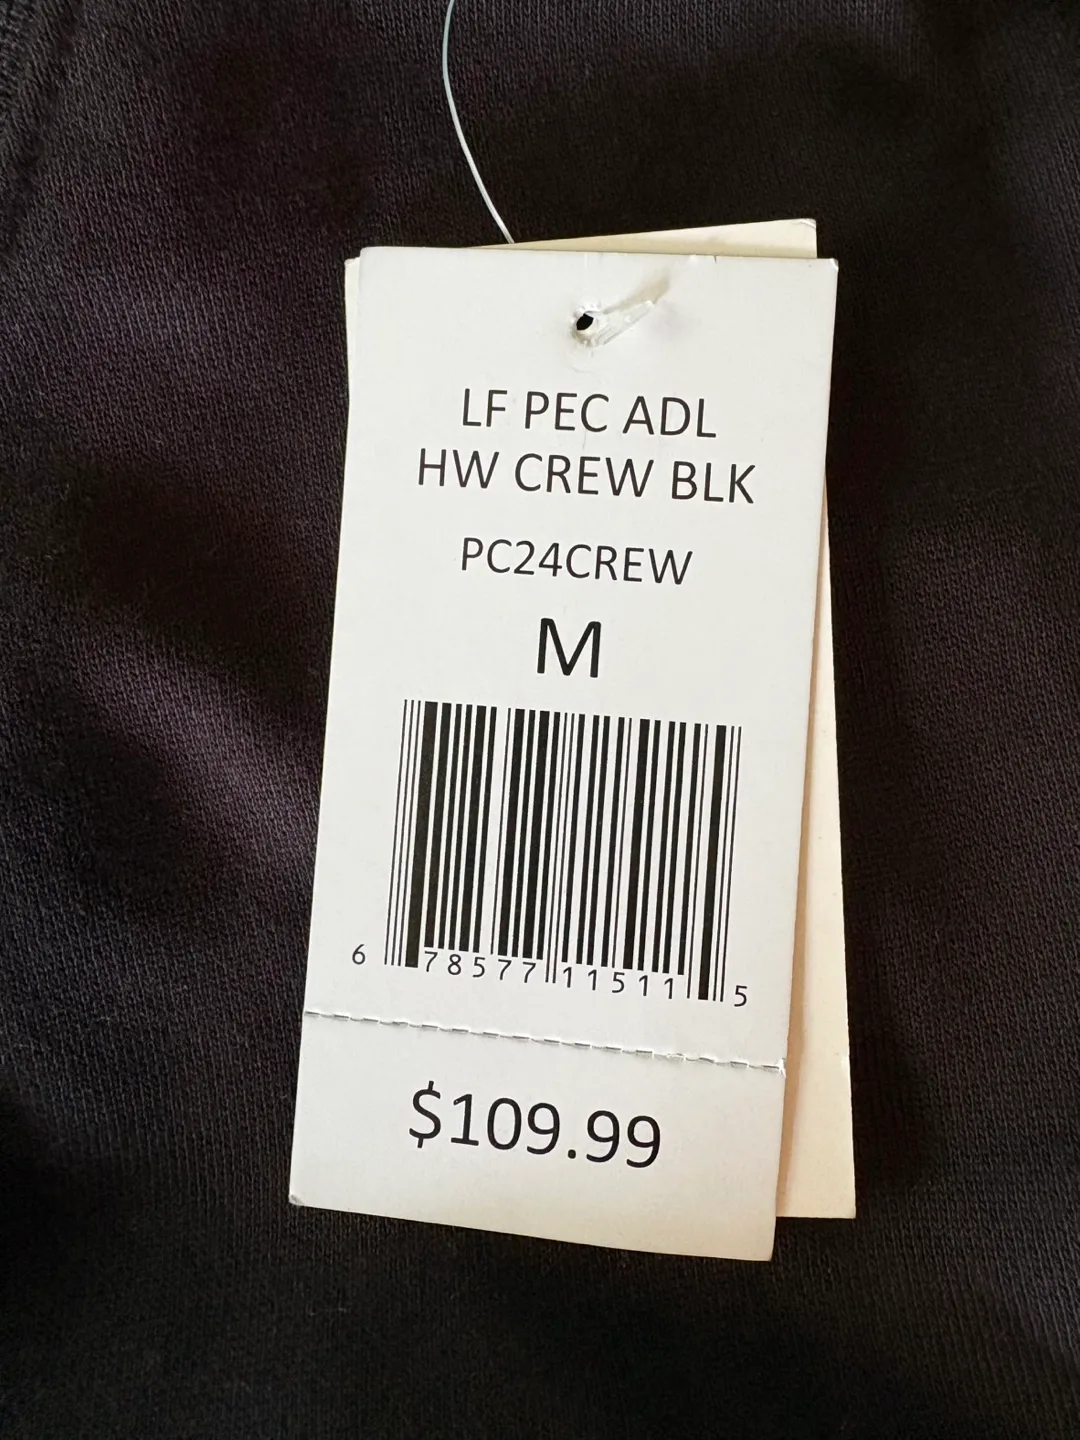 LF PEC ADL
HW CREW BLK
PC24CREW
M
6 78577 11511 5
$109.99